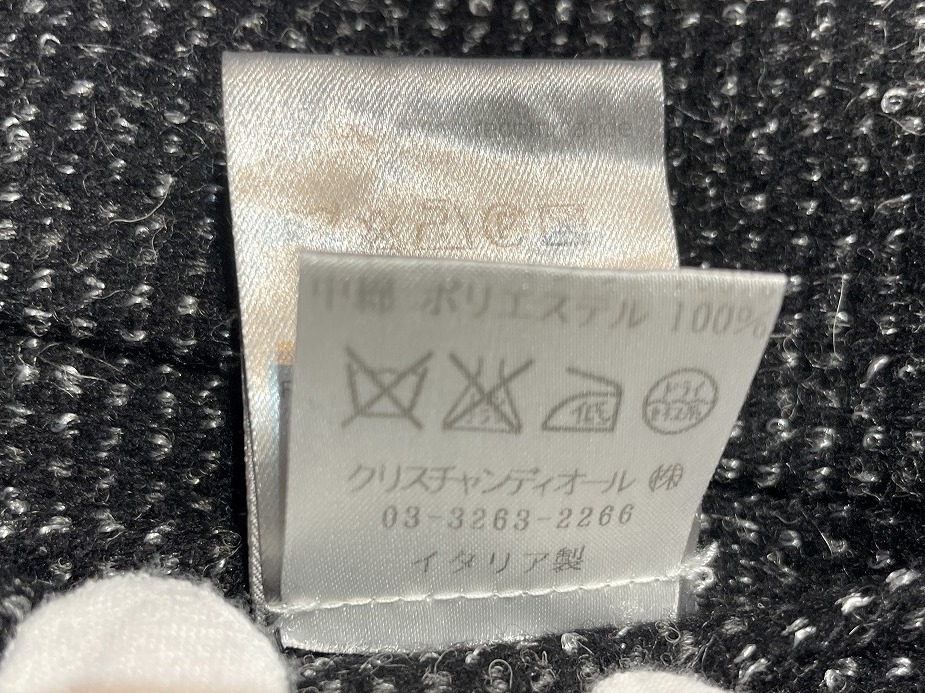 中綿 ポリエステル 100%
低 ドライ
クリスチャンディオール ㈱
03-3263-2266
イタリア製